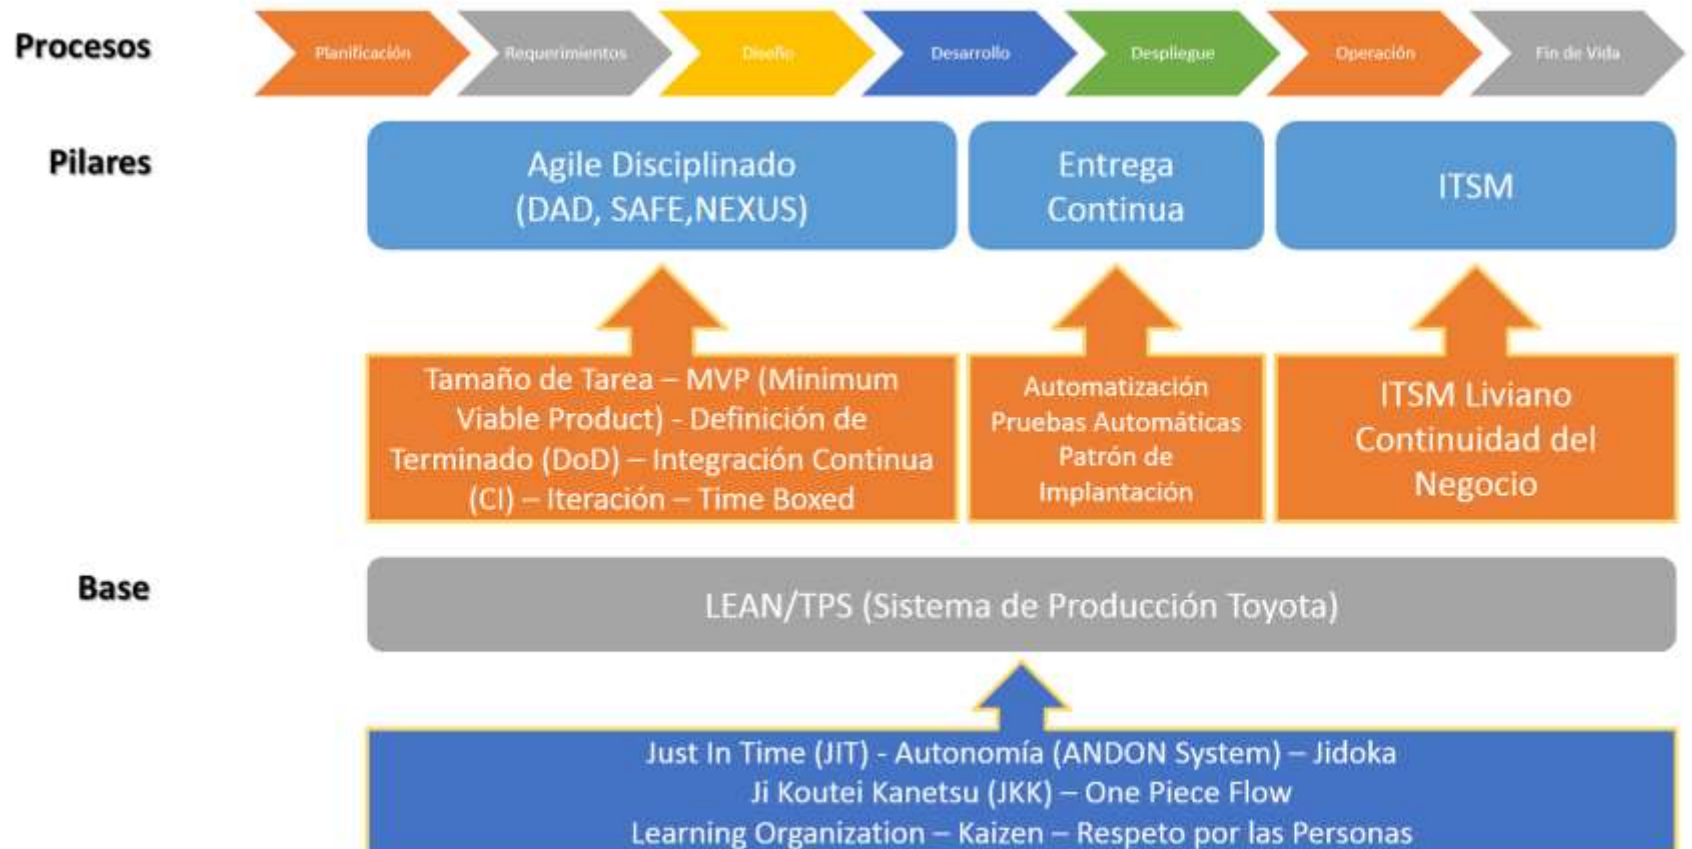 Procesos
Planificación
Requerimientos
Diseño
Desarrollo
Despliegue
Operación
Fin de Vida
Pilares
Agile Disciplinado
(DAD, SAFE,NEXUS)
Entrega
Continua
ITSM
Tamaño de Tarea – MVP (Minimum
Viable Product) - Definición de
Terminado (DoD) – Integración Continua
(CI) – Iteración – Time Boxed
Automatización
Pruebas Automáticas
Patrón de
Implantación
ITSM Liviano
Continuidad del
Negocio
Base
LEAN/TPS (Sistema de Producción Toyota)
Just In Time (JIT) - Autonomía (ANDON System) – Jidoka
Ji Koutei Kanetsu (JKK) – One Piece Flow
Learning Organization – Kaizen – Respeto por las Personas